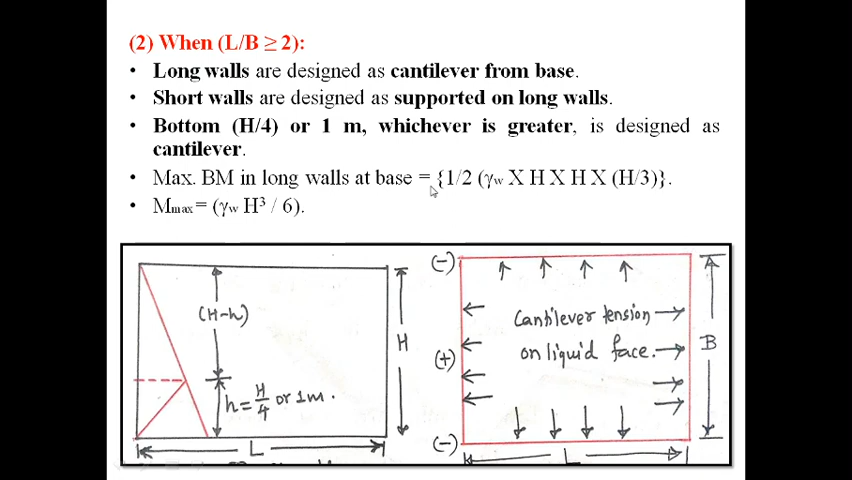 (2) When (L/B ≥ 2):
• Long walls are designed as cantilever from base.
• Short walls are designed as supported on long walls.
• Bottom (H/4) or 1 m, whichever is greater, is designed as
cantilever.
• Max. BM in long walls at base = {1/2 (γw X H X H X (H/3)}.
• Mmax = (γw H³ / 6).
(H-h)
H
h = H/4 or 1m.
L
(-)
(+)
(-)
Cantilever tension
on liquid face.
B
L